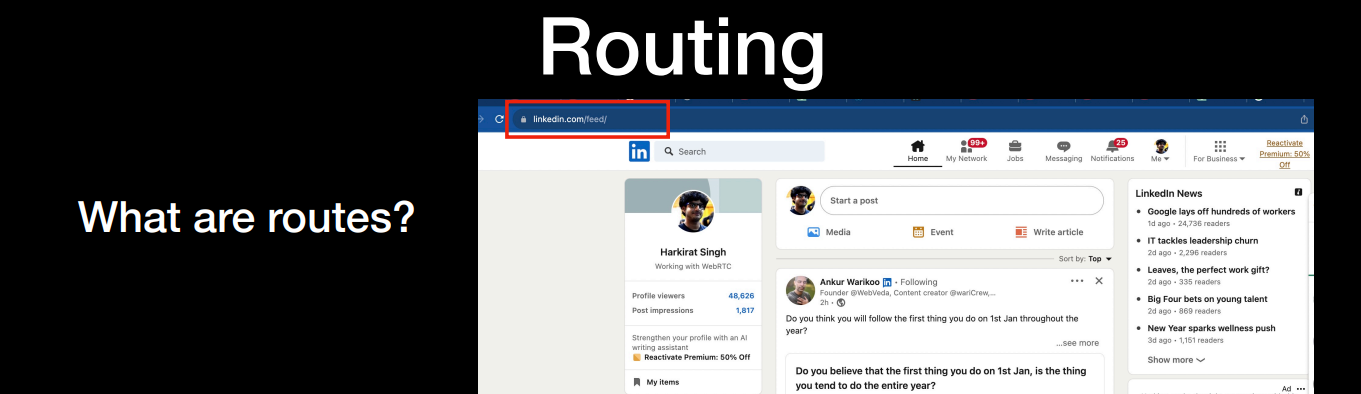 Routing
What are routes?
linkedin.com/feed/
in
Search
99+
25
Home
My Network
Jobs
Messaging
Notifications
Me
For Business
Reactivate
Premium: 50%
Off
Harkirat Singh
Working with WebRTC
Profile viewers 48,626
Post impressions 1,817
Strengthen your profile with an AI
writing assistant
Reactivate Premium: 50% Off
My items
Start a post
Media
Event
Write article
Sort by: Top
Ankur Warikoo in • Following
Founder @WebVeda, Content creator @wariCrew,...
2h •
Do you think you will follow the first thing you do on 1st Jan throughout the
year?
...see more
Do you believe that the first thing you do on 1st Jan, is the thing
you tend to do the entire year?
LinkedIn News
• Google lays off hundreds of workers
1d ago • 24,736 readers
• IT tackles leadership churn
2d ago • 2,296 readers
• Leaves, the perfect work gift?
2d ago • 335 readers
• Big Four bets on young talent
2d ago • 869 readers
• New Year sparks wellness push
3d ago • 1,151 readers
Show more
Ad ...